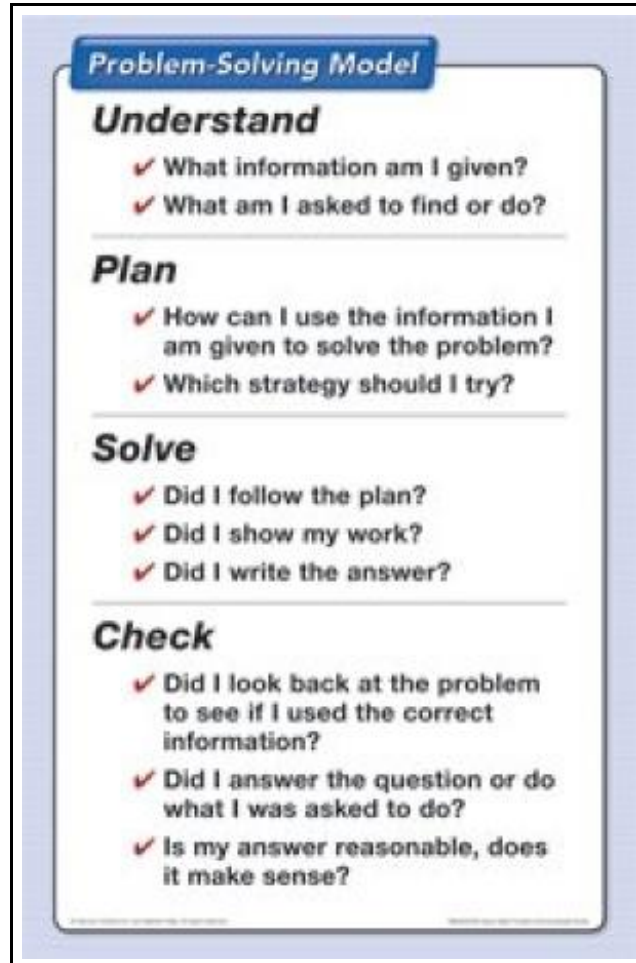 Problem-Solving Model
Understand
✔ What information am I given?
✔ What am I asked to find or do?
Plan
✔ How can I use the information I
am given to solve the problem?
✔ Which strategy should I try?
Solve
✔ Did I follow the plan?
✔ Did I show my work?
✔ Did I write the answer?
Check
✔ Did I look back at the problem
to see if I used the correct
information?
✔ Did I answer the question or do
what I was asked to do?
✔ Is my answer reasonable, does
it make sense?